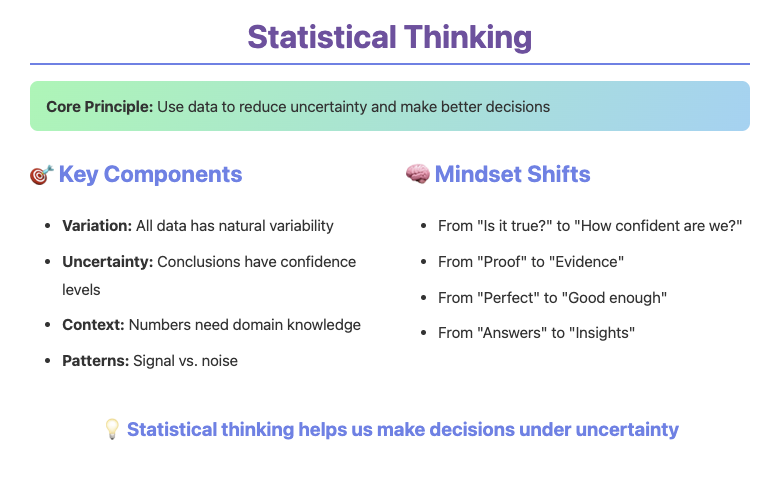 Statistical Thinking
Core Principle: Use data to reduce uncertainty and make better decisions
🎯 Key Components
• Variation: All data has natural variability
• Uncertainty: Conclusions have confidence
levels
• Context: Numbers need domain knowledge
• Patterns: Signal vs. noise
🧠 Mindset Shifts
• From "Is it true?" to "How confident are we?"
• From "Proof" to "Evidence"
• From "Perfect" to "Good enough"
• From "Answers" to "Insights"
💡 Statistical thinking helps us make decisions under uncertainty